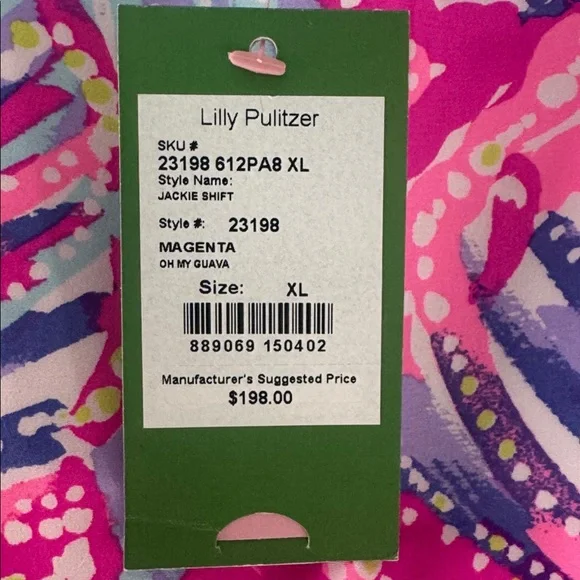 Lilly Pulitzer
SKU #
23198 612PA8 XL
Style Name:
JACKIE SHIFT
Style #: 23198
MAGENTA
OH MY GUAVA
Size: XL
889069 150402
Manufacturer's Suggested Price
$198.00